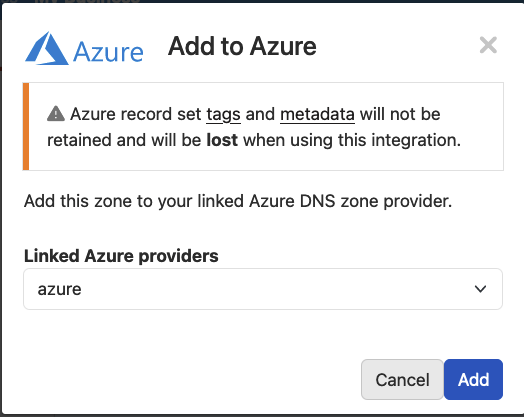 Azure Add to Azure
Azure record set tags and metadata will not be
retained and will be lost when using this integration.
Add this zone to your linked Azure DNS zone provider.
Linked Azure providers
azure
Cancel Add